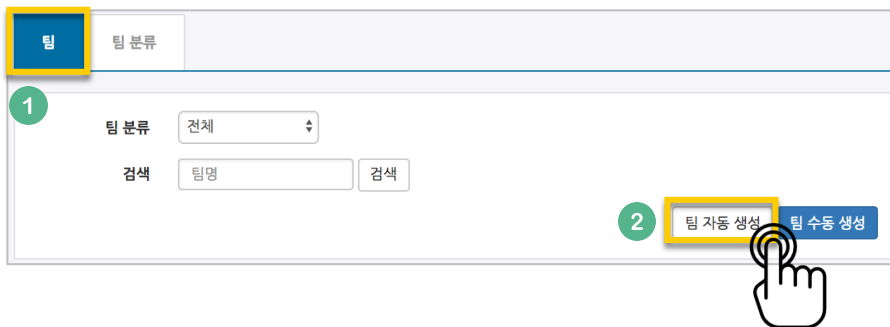 팀 팀 분류
1
팀 분류 전체
검색 팀명 검색
2 팀 자동 생성 팀 수동 생성